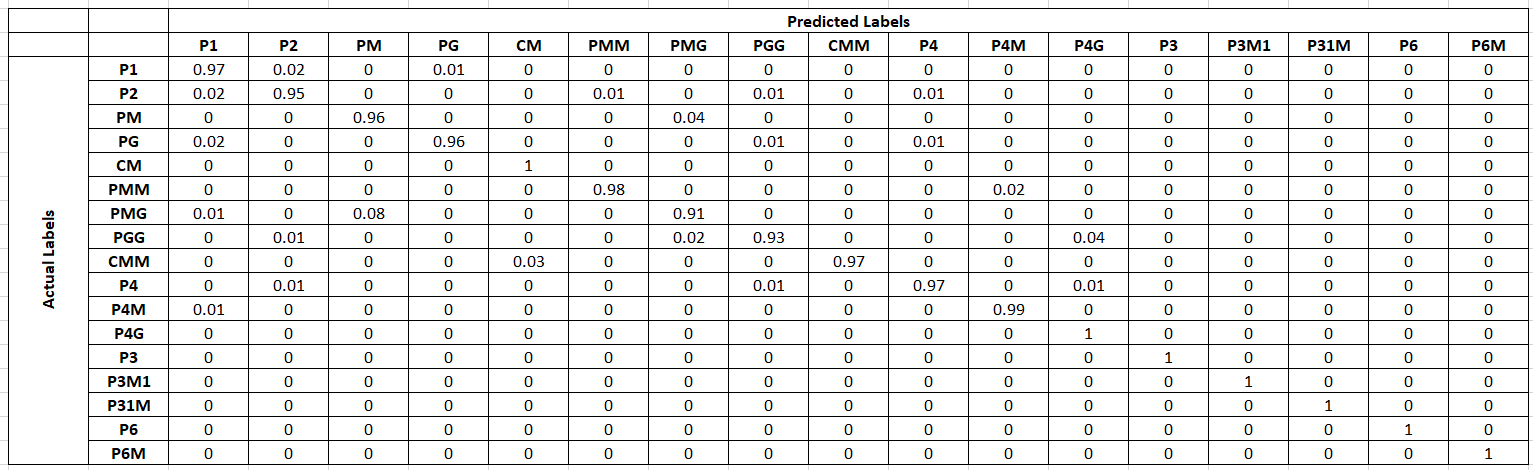 Predicted Labels
P1 P2 PM PG CM PMM PMG PGG CMM P4 P4M P4G P3 P3M1 P31M P6 P6M
Actual Labels
P1 0.97 0.02 0 0.01 0 0 0 0 0 0 0 0 0 0 0 0 0
P2 0.02 0.95 0 0 0 0.01 0 0.01 0 0.01 0 0 0 0 0 0 0
PM 0 0 0.96 0 0 0 0.04 0 0 0 0 0 0 0 0 0 0
PG 0.02 0 0 0.96 0 0 0 0.01 0 0.01 0 0 0 0 0 0 0
CM 0 0 0 0 1 0 0 0 0 0 0 0 0 0 0 0 0
PMM 0 0 0 0 0 0.98 0 0 0 0 0.02 0 0 0 0 0 0
PMG 0.01 0 0.08 0 0 0 0.91 0 0 0 0 0 0 0 0 0 0
PGG 0 0.01 0 0 0 0 0.02 0.93 0 0 0 0.04 0 0 0 0 0
CMM 0 0 0 0 0.03 0 0 0 0.97 0 0 0 0 0 0 0 0
P4 0 0.01 0 0 0 0 0 0.01 0 0.97 0 0.01 0 0 0 0 0
P4M 0.01 0 0 0 0 0 0 0 0 0 0.99 0 0 0 0 0 0
P4G 0 0 0 0 0 0 0 0 0 0 0 1 0 0 0 0 0
P3 0 0 0 0 0 0 0 0 0 0 0 0 1 0 0 0 0
P3M1 0 0 0 0 0 0 0 0 0 0 0 0 0 1 0 0 0
P31M 0 0 0 0 0 0 0 0 0 0 0 0 0 0 1 0 0
P6 0 0 0 0 0 0 0 0 0 0 0 0 0 0 0 1 0
P6M 0 0 0 0 0 0 0 0 0 0 0 0 0 0 0 0 1